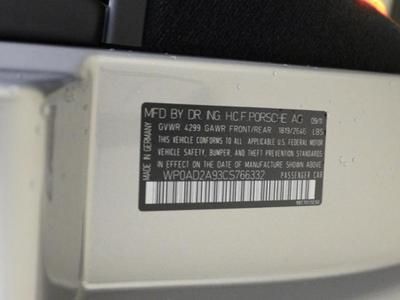 MFD BY DR. ING. H.C.F. PORSCHE AG 09/11
GVWR 4299 GAWR FRONT/REAR 1819/2646 LBS
THIS VEHICLE CONFORMS TO ALL APPLICABLE
U.S. FEDERAL MOTOR VEHICLE
SAFETY, BUMPER, AND THEFT PREVENTION
STANDARDS IN EFFECT ON THE DATE OF
MANUFACTURE SHOWN ABOVE.
WP0AD2A93CS766332 PASSENGER CAR
MADE IN GERMANY